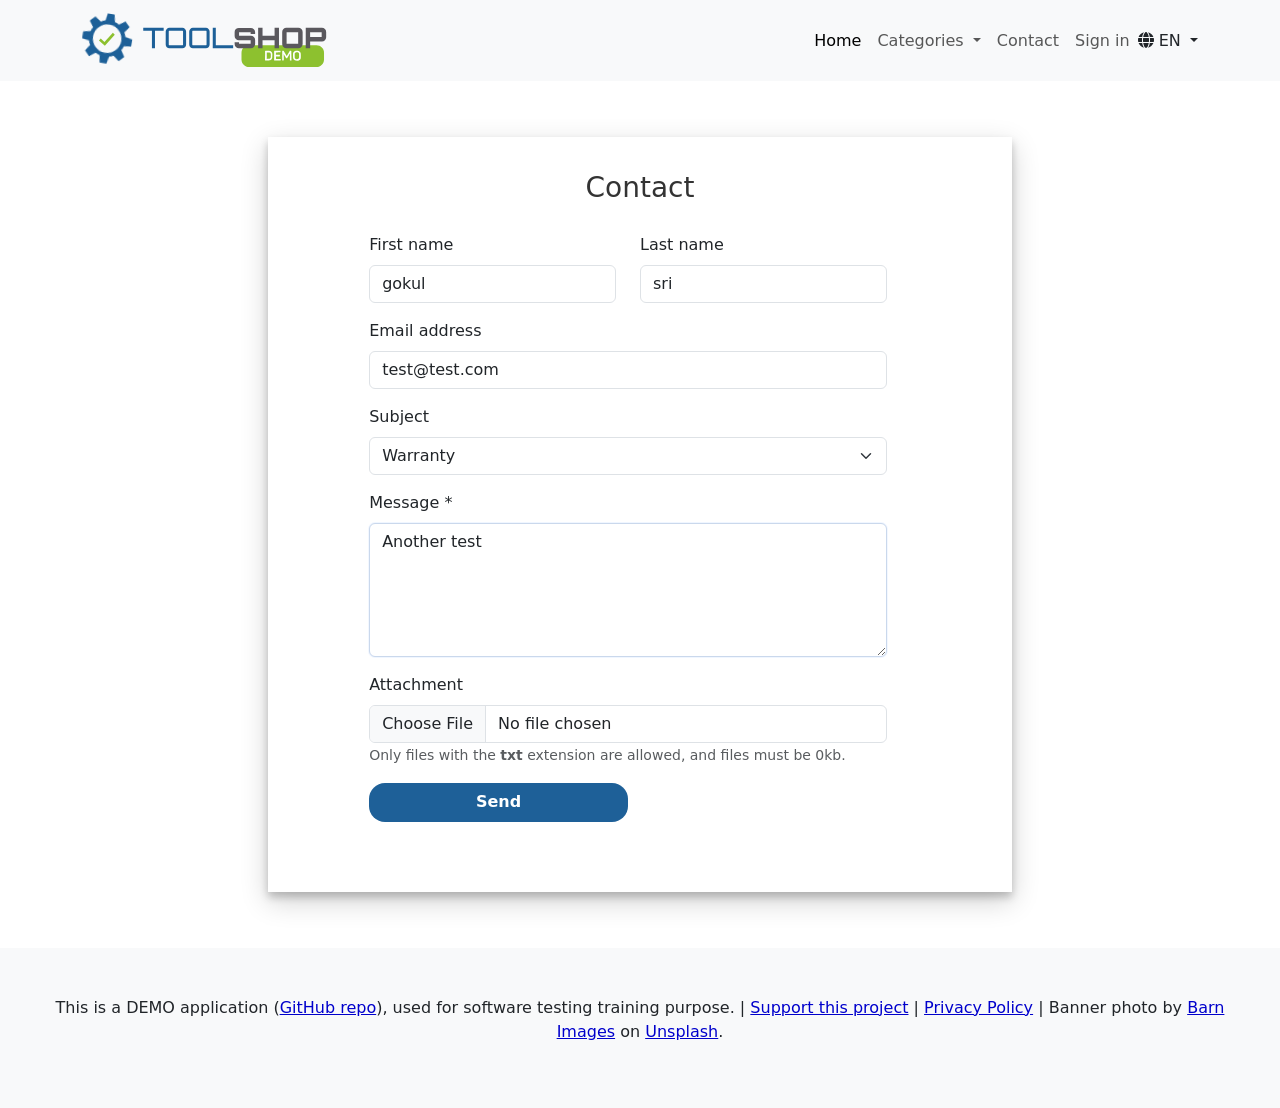 TOOLSHOP
DEMO
Home Categories Contact Sign in EN
Contact
First name Last name
gokul sri
Email address
test@test.com
Subject
Warranty
Message *
Another test
Attachment
Choose File No file chosen
Only files with the txt extension are allowed, and files must be 0kb.
Send
This is a DEMO application (GitHub repo), used for software testing training purpose. | Support this project | Privacy Policy | Banner photo by Barn
Images on Unsplash.